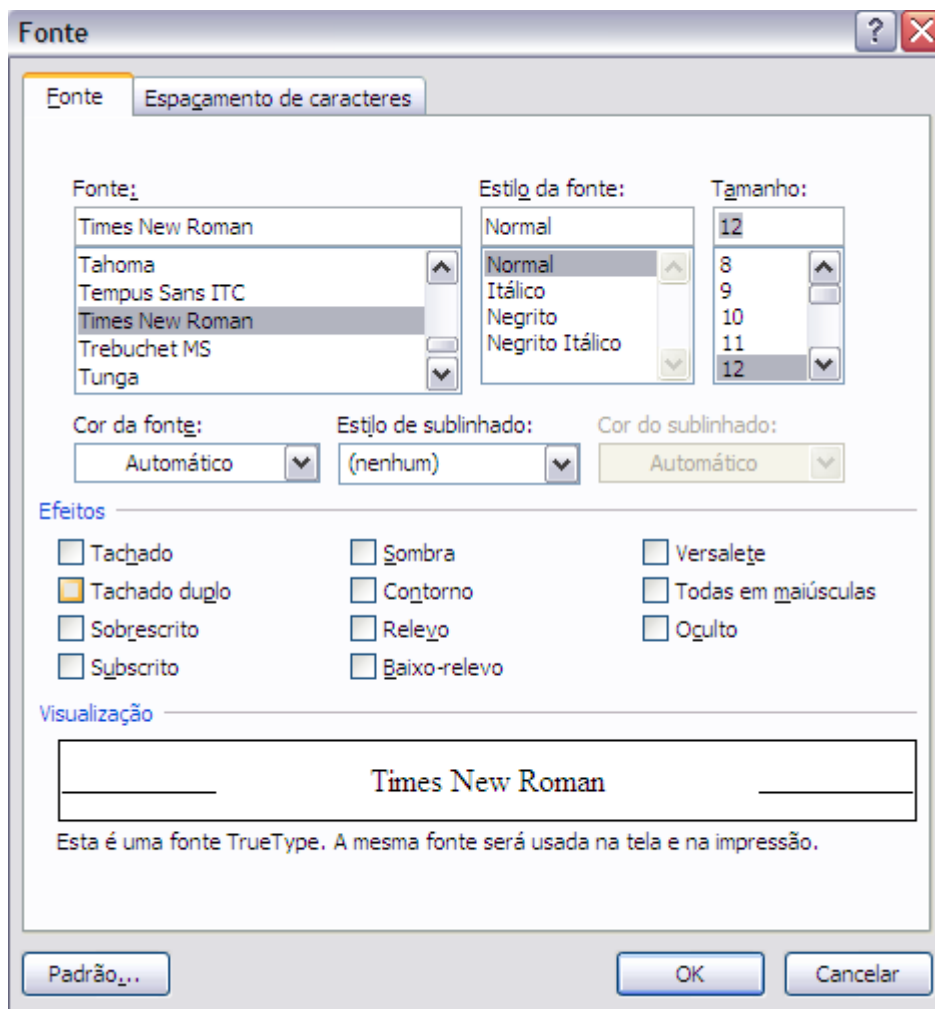 Fonte
Fonte Espaçamento de caracteres
Fonte: Estilo da fonte: Tamanho:
Times New Roman Normal 12
Tahoma Normal 8
Tempus Sans ITC Itálico 9
Times New Roman Negrito 10
Trebuchet MS Negrito Itálico 11
Tunga 12
Cor da fonte: Estilo de sublinhado: Cor do sublinhado:
Automático (nenhum) Automático
Efeitos
Tachado Sombra Versalete
Tachado duplo Contorno Todas em maiúsculas
Sobrescrito Relevo Oculto
Subscrito Baixo-relevo
Visualização
Times New Roman
Esta é uma fonte TrueType. A mesma fonte será usada na tela e na impressão.
Padrão... OK Cancelar